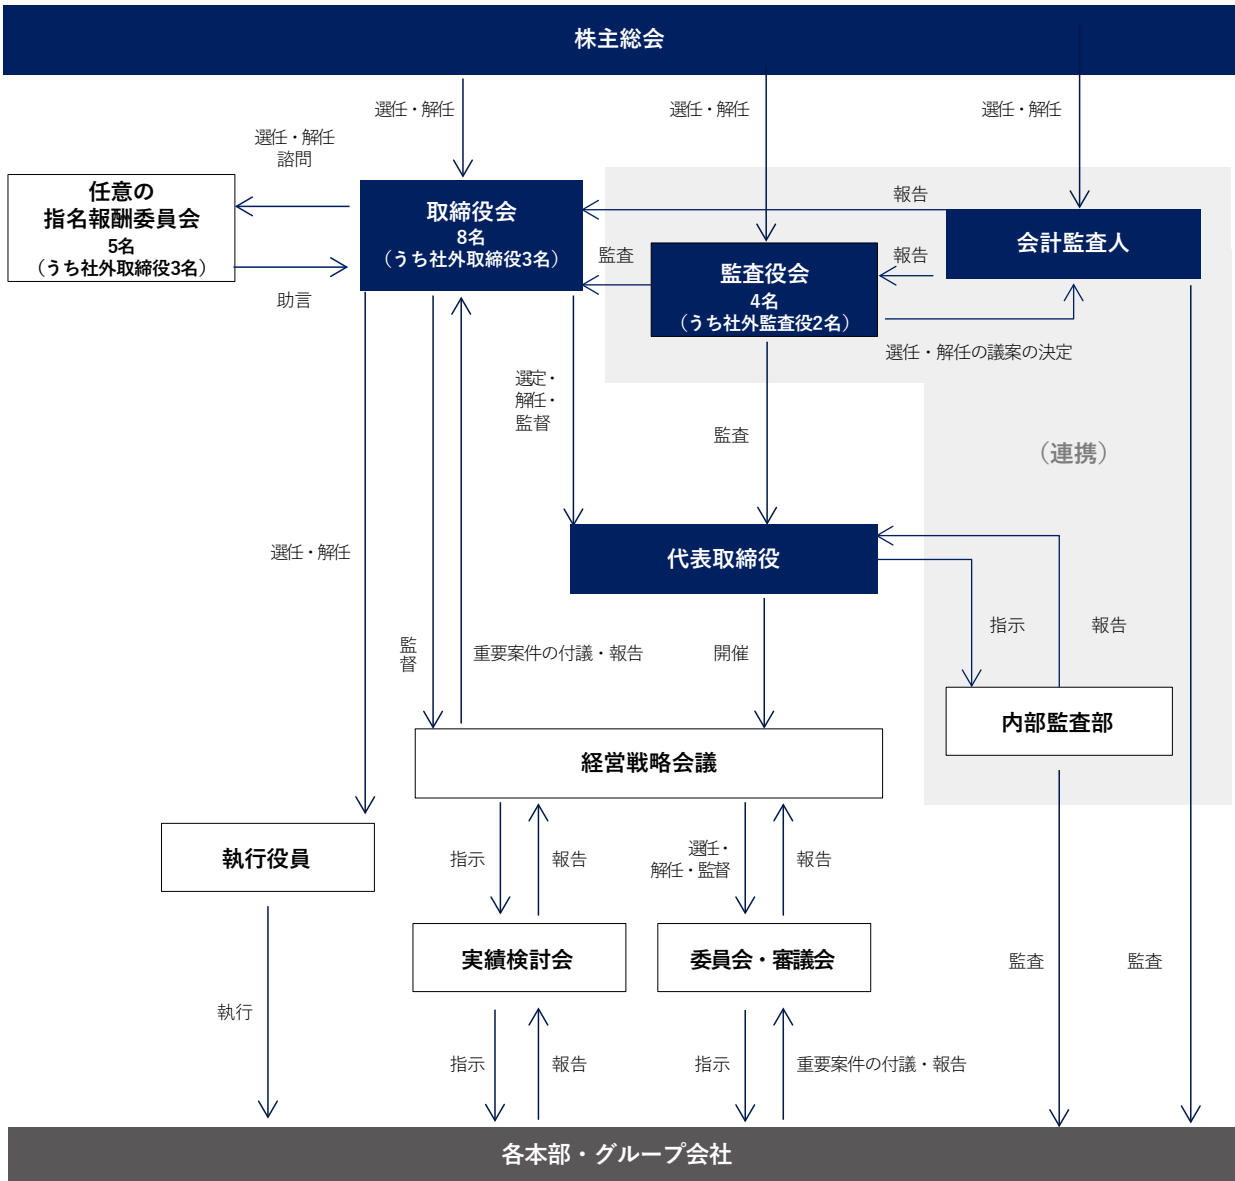 株主総会
選任・解任
選任・解任
選任・解任
選任・解任
諮問
任意の
指名報酬委員会
5名
（うち社外取締役3名）
助言
取締役会
8名
（うち社外取締役3名）
報告
会計監査人
監査
報告
監査役会
4名
（うち社外監査役2名）
選任・解任の議案の決定
選定・
解任・
監督
監査
（連携）
代表取締役
選任・解任
監
督
重要案件の付議・報告
開催
指示
報告
内部監査部
経営戦略会議
執行役員
指示
報告
選任・
解任・監督
報告
実績検討会
委員会・審議会
監査
監査
執行
指示
報告
指示
重要案件の付議・報告
各本部・グループ会社